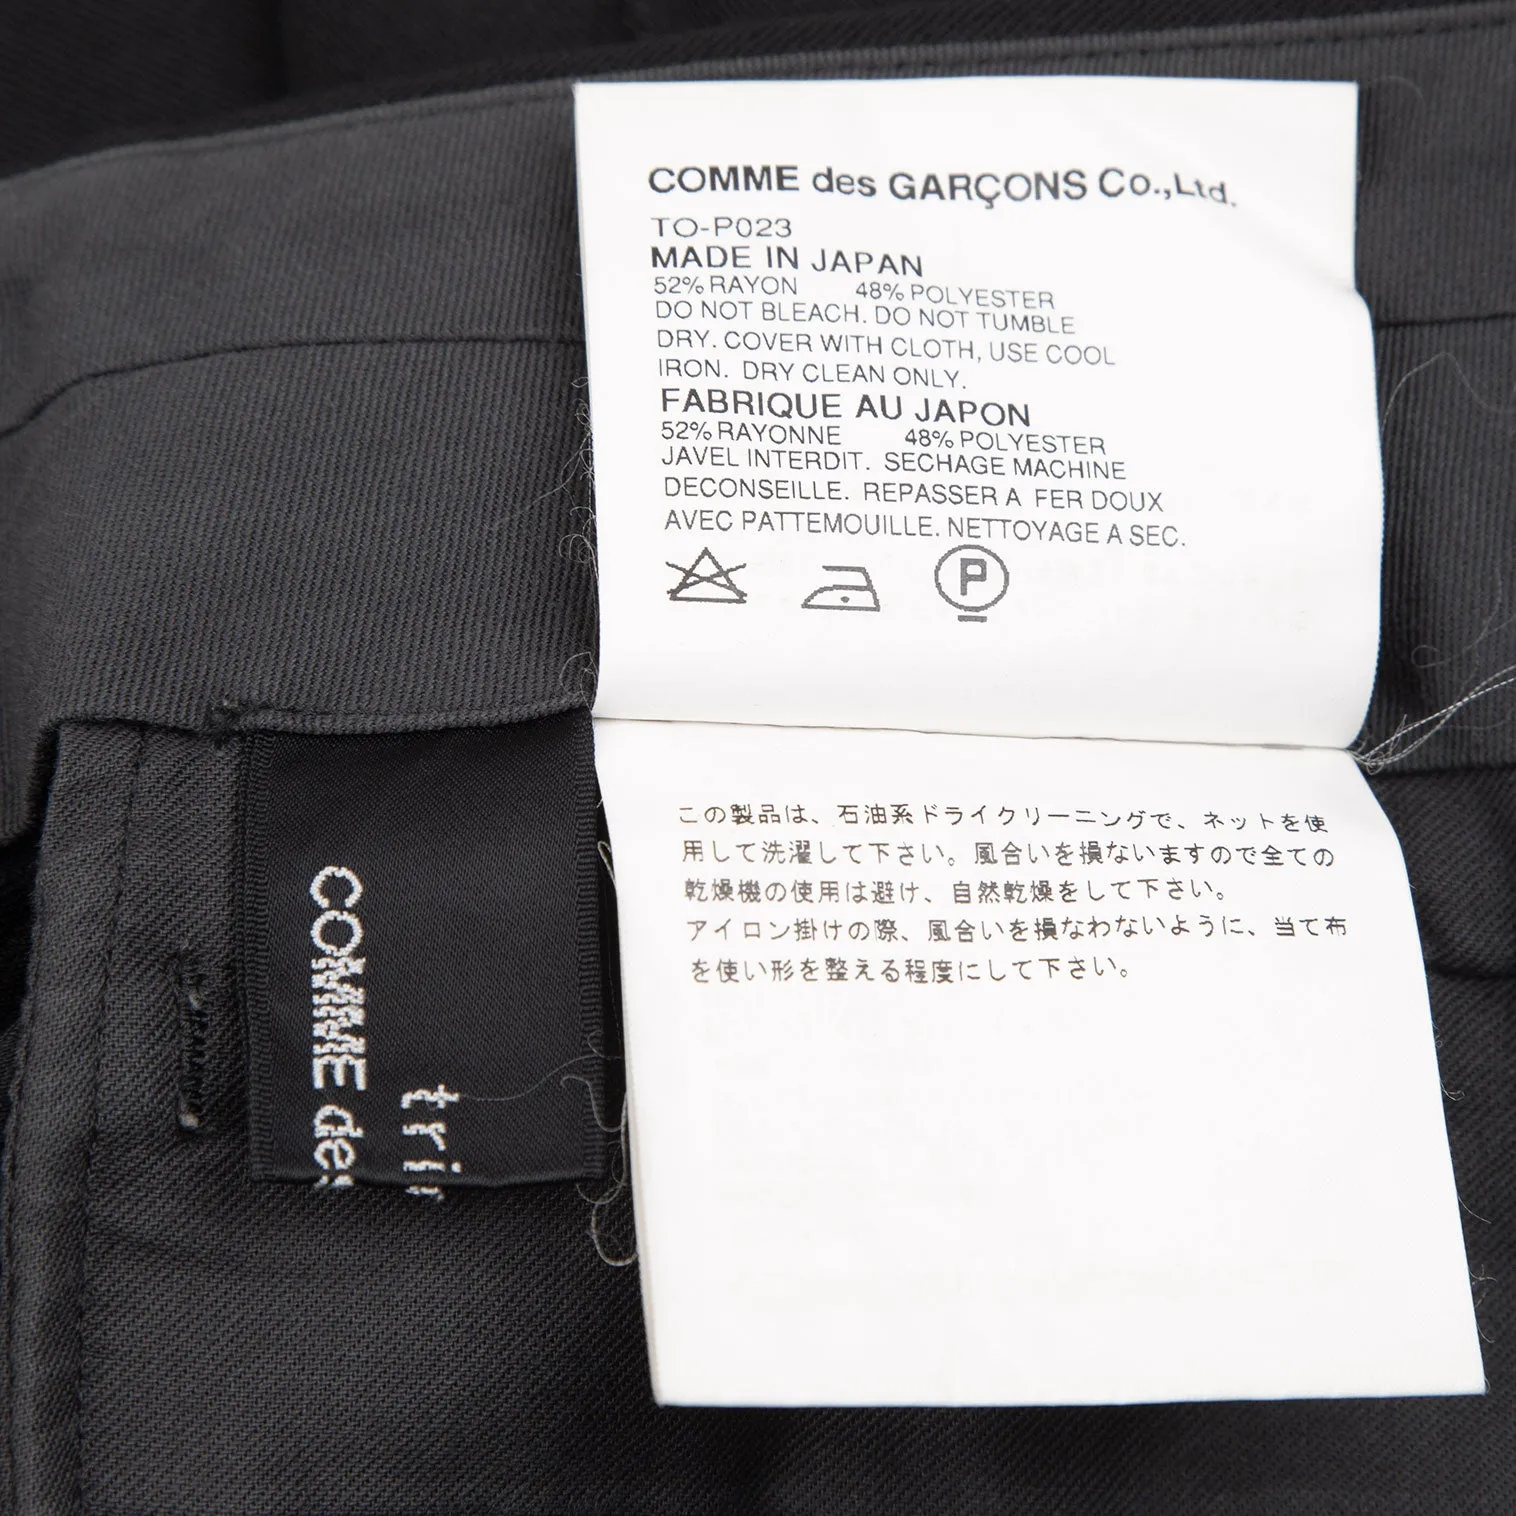 COMME des GARÇONS Co.,Ltd.
TO-P023
MADE IN JAPAN
52% RAYON 48% POLYESTER
DO NOT BLEACH. DO NOT TUMBLE
DRY. COVER WITH CLOTH, USE COOL
IRON. DRY CLEAN ONLY.
FABRIQUE AU JAPON
52% RAYONNE 48% POLYESTER
JAVEL INTERDIT. SECHAGE MACHINE
DECONSEILLE. REPASSER A FER DOUX
AVEC PATTEMOUILLE. NETTOYAGE A SEC.
P
この製品は、石油系ドライクリーニングで、ネットを使
用して洗濯して下さい。風合いを損ないますので全ての
乾燥機の使用は避け、自然乾燥をして下さい。
アイロン掛けの際、風合いを損なわないように、当て布
を使い形を整える程度にして下さい。
COMME des